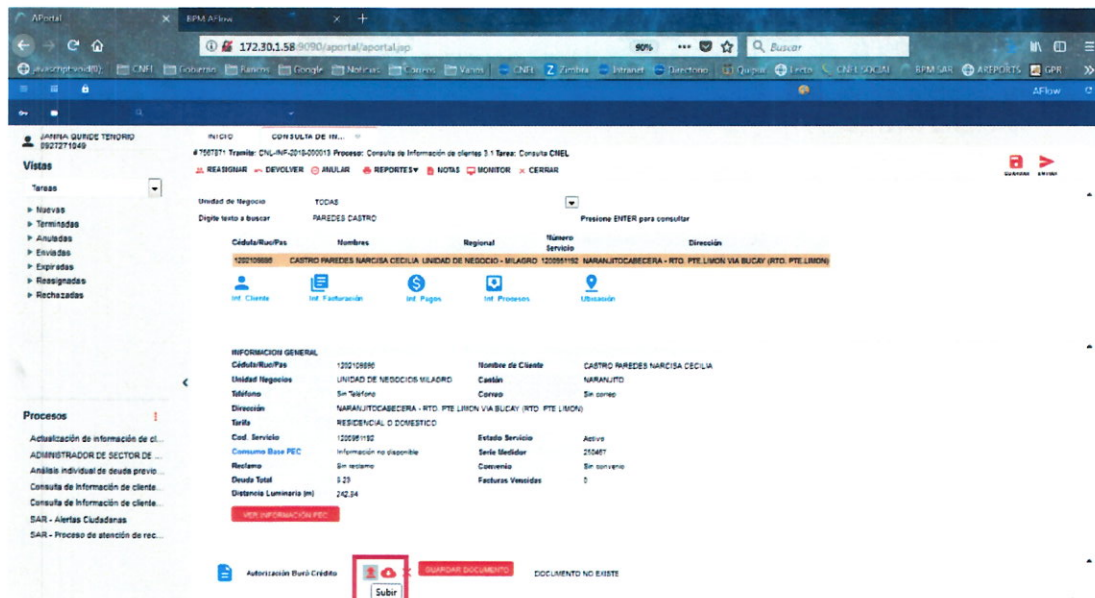 APortal
BPM AFlow
172.30.1.58:9090/aportal/aportal.jsp
90%
Buscar
javascript:void(0);
CNEL
Gobierno
Bancos
Google
Noticias
Correos
Varios
CNEL
Zimbra
Intranet
Directorio
Quipux
Lecto
CNEL SOCIAL
BPM SAR
AREPORTS
GPR
AFlow
JANINA QUINDE TENORIO
0927271049
INICIO
CONSULTA DE IN...
# 7567871 Tramite: CNL-INF-2018-000013 Proceso: Consulta de Información de clientes 3.1 Tarea: Consulta CNEL
REASIGNAR
DEVOLVER
ANULAR
REPORTES
NOTAS
MONITOR
CERRAR
GUARDAR
ENVIAR
Vistas
Tareas
Nuevas
Terminadas
Anuladas
Enviadas
Expiradas
Reasignadas
Rechazadas
Unidad de Negocio
TODAS
Digite texto a buscar
PAREDES CASTRO
Presione ENTER para consultar
Cédula/Ruc/Pas
Nombres
Regional
Número Servicio
Dirección
CASTRO PAREDES NARCISA CECILIA
UNIDAD DE NEGOCIO - MILAGRO
NARANJITOCABECERA - RTO. PTE.LIMON VIA BUCAY (RTO. PTE.LIMON)
Inf. Cliente
Inf. Facturación
Inf. Pagos
Inf. Procesos
Ubicación
INFORMACION GENERAL
Cédula/Ruc/Pas
Nombre de Cliente CASTRO PAREDES NARCISA CECILIA
Unidad Negocios UNIDAD DE NEGOCIOS MILAGRO
Cantón NARANJITO
Teléfono Sin Teléfono
Correo Sin correo
Dirección NARANJITOCABECERA - RTO. PTE LIMON VIA BUCAY (RTO. PTE LIMON)
Tarifa RESIDENCIAL O DOMESTICO
Cod. Servicio
Estado Servicio Activo
Consumo Base PEC Información no disponible
Serie Medidor
Reclamo Sin reclamo
Convenio Sin convenio
Deuda Total
Facturas Vencidas 0
Distancia Luminaria (m) 242.64
VER INFORMACIÓN PEC
Procesos
Actualización de información de cl...
ADMINISTRADOR DE SECTOR DE ...
Análisis individual de deuda previo ...
Consulta de Información de cliente...
Consulta de Información de cliente...
SAR - Alertas Ciudadanas
SAR - Proceso de atención de rec...
Autorización Buró Crédito
GUARDAR DOCUMENTO
DOCUMENTO NO EXISTE
Subir